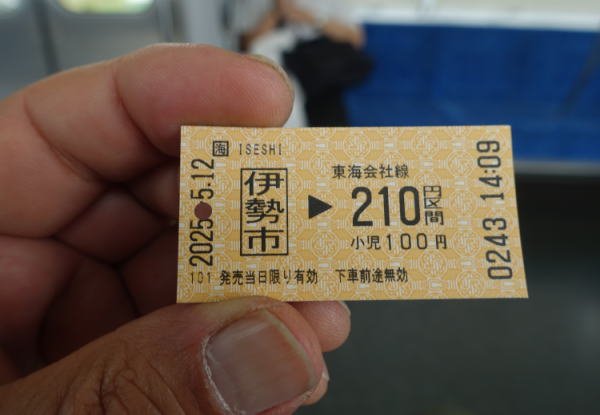 2025.-5.12
海 ISESHI
伊勢市
▶
東海会社線
210円区間
小児100円
0243 14:09
101 発売当日限り有効 下車前途無効